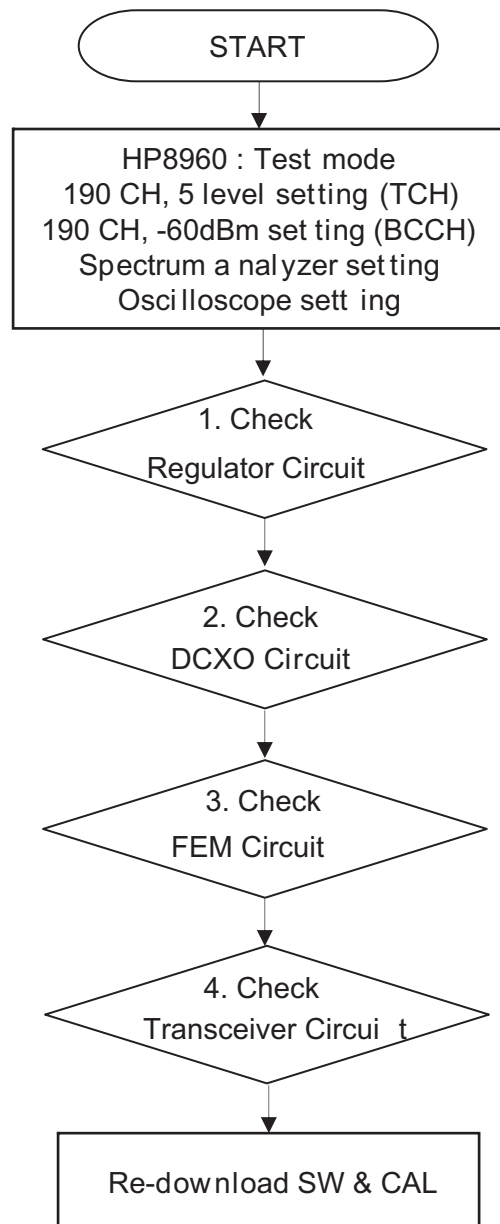 START
HP8960 : Test mode
190 CH, 5 level setting (TCH)
190 CH, -60dBm setting (BCCH)
Spectrum analyzer setting
Oscilloscope setting
1. Check
Regulator Circuit
2. Check
DCXO Circuit
3. Check
FEM Circuit
4. Check
Transceiver Circuit
Re-download SW & CAL